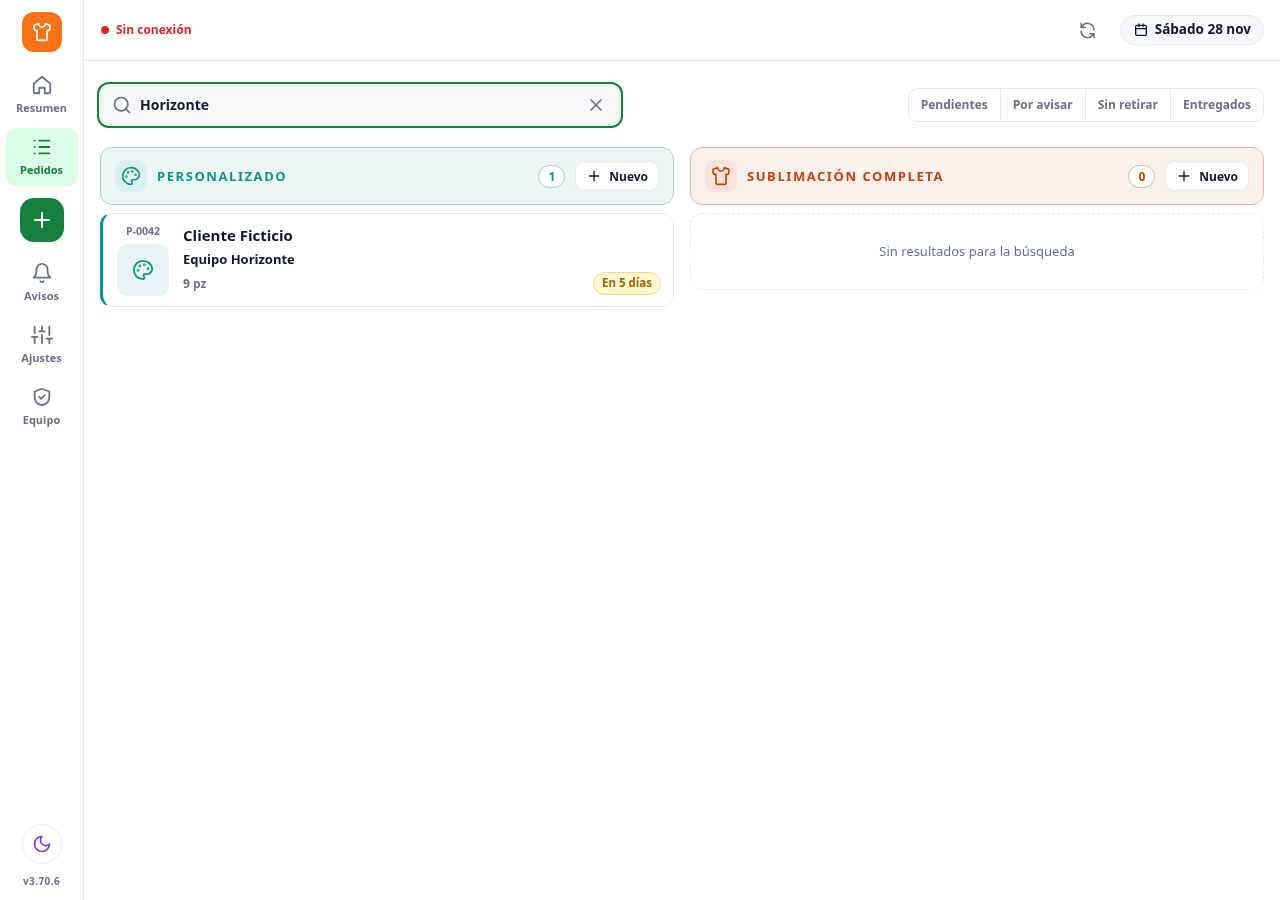 Sin conexión
Sábado 28 nov
Resumen
Pedidos
Avisos
Ajustes
Equipo
v3.70.6
Horizonte
Pendientes
Por avisar
Sin retirar
Entregados
PERSONALIZADO
1
Nuevo
P-0042
Cliente Ficticio
Equipo Horizonte
9 pz
En 5 días
SUBLIMACIÓN COMPLETA
0
Nuevo
Sin resultados para la búsqueda